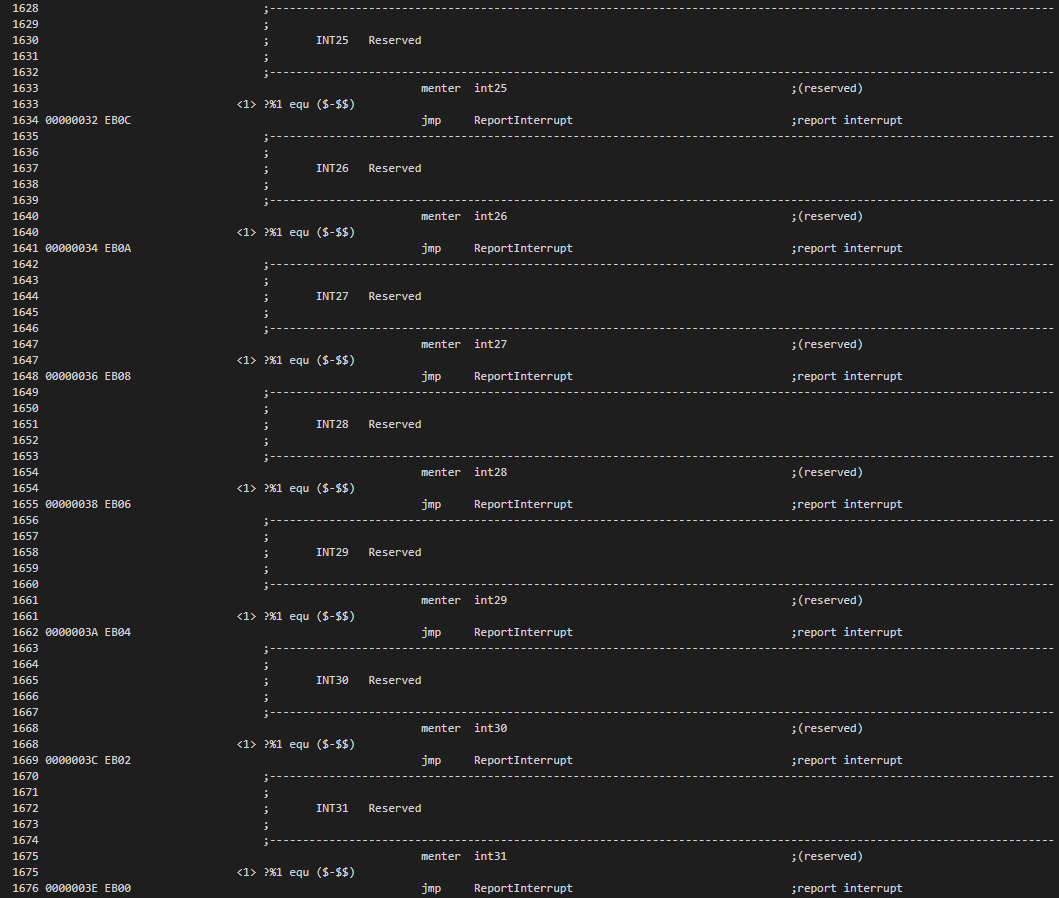 1628 ;-----------------------------------------------------------------------------------------------------------------------
1629 ;
1630 ; INT25 Reserved
1631 ;
1632 ;-----------------------------------------------------------------------------------------------------------------------
1633 menter int25 ;(reserved)
1633 <1> ?%1 equ ($-$$)
1634 00000032 EB0C jmp ReportInterrupt ;report interrupt
1635 ;-----------------------------------------------------------------------------------------------------------------------
1636 ;
1637 ; INT26 Reserved
1638 ;
1639 ;-----------------------------------------------------------------------------------------------------------------------
1640 menter int26 ;(reserved)
1640 <1> ?%1 equ ($-$$)
1641 00000034 EB0A jmp ReportInterrupt ;report interrupt
1642 ;-----------------------------------------------------------------------------------------------------------------------
1643 ;
1644 ; INT27 Reserved
1645 ;
1646 ;-----------------------------------------------------------------------------------------------------------------------
1647 menter int27 ;(reserved)
1647 <1> ?%1 equ ($-$$)
1648 00000036 EB08 jmp ReportInterrupt ;report interrupt
1649 ;-----------------------------------------------------------------------------------------------------------------------
1650 ;
1651 ; INT28 Reserved
1652 ;
1653 ;-----------------------------------------------------------------------------------------------------------------------
1654 menter int28 ;(reserved)
1654 <1> ?%1 equ ($-$$)
1655 00000038 EB06 jmp ReportInterrupt ;report interrupt
1656 ;-----------------------------------------------------------------------------------------------------------------------
1657 ;
1658 ; INT29 Reserved
1659 ;
1660 ;-----------------------------------------------------------------------------------------------------------------------
1661 menter int29 ;(reserved)
1661 <1> ?%1 equ ($-$$)
1662 0000003A EB04 jmp ReportInterrupt ;report interrupt
1663 ;-----------------------------------------------------------------------------------------------------------------------
1664 ;
1665 ; INT30 Reserved
1666 ;
1667 ;-----------------------------------------------------------------------------------------------------------------------
1668 menter int30 ;(reserved)
1668 <1> ?%1 equ ($-$$)
1669 0000003C EB02 jmp ReportInterrupt ;report interrupt
1670 ;-----------------------------------------------------------------------------------------------------------------------
1671 ;
1672 ; INT31 Reserved
1673 ;
1674 ;-----------------------------------------------------------------------------------------------------------------------
1675 menter int31 ;(reserved)
1675 <1> ?%1 equ ($-$$)
1676 0000003E EB00 jmp ReportInterrupt ;report interrupt